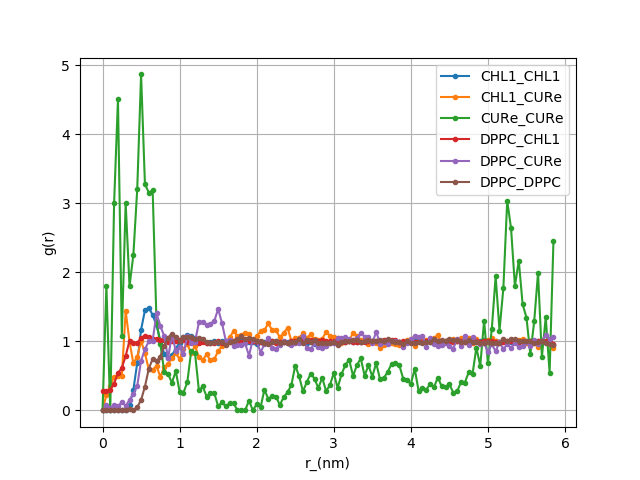 5
4
3
2
1
0
g(r)
0
1
2
3
4
5
6
r_(nm)
CHL1_CHL1
CHL1_CURe
CURe_CURe
DPPC_CHL1
DPPC_CURe
DPPC_DPPC